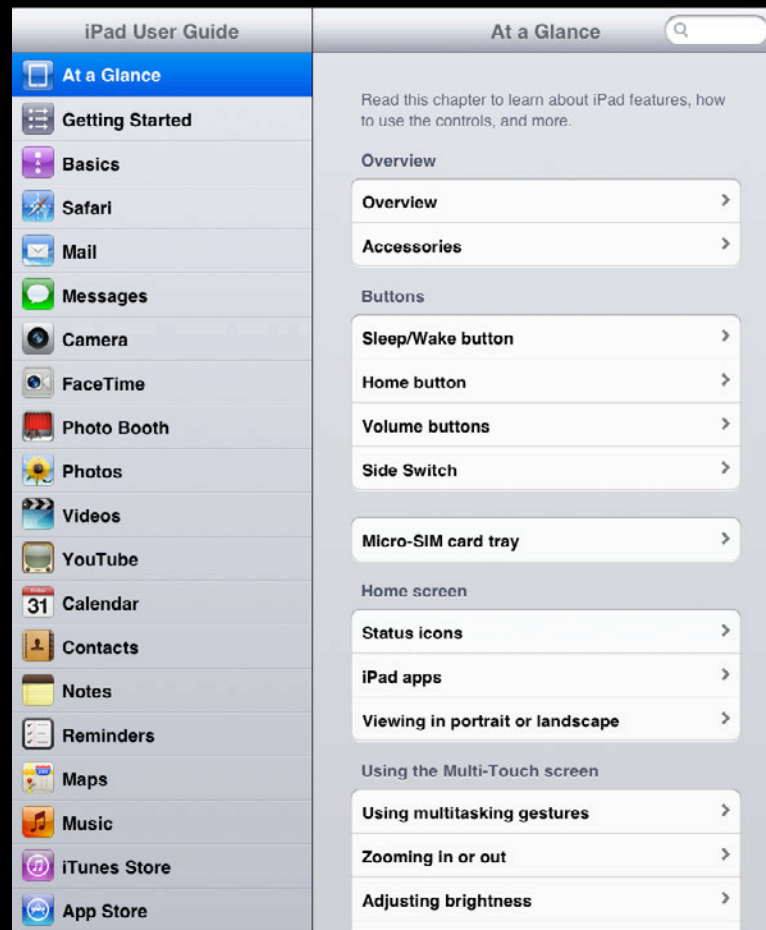 iPad User Guide
At a Glance
Getting Started
Basics
Safari
Mail
Messages
Camera
FaceTime
Photo Booth
Photos
Videos
YouTube
31 Calendar
Contacts
Notes
Reminders
Maps
Music
iTunes Store
App Store
At a Glance
Read this chapter to learn about iPad features, how
to use the controls, and more.
Overview
Overview
Accessories
Buttons
Sleep/Wake button
Home button
Volume buttons
Side Switch
Micro-SIM card tray
Home screen
Status icons
iPad apps
Viewing in portrait or landscape
Using the Multi-Touch screen
Using multitasking gestures
Zooming in or out
Adjusting brightness